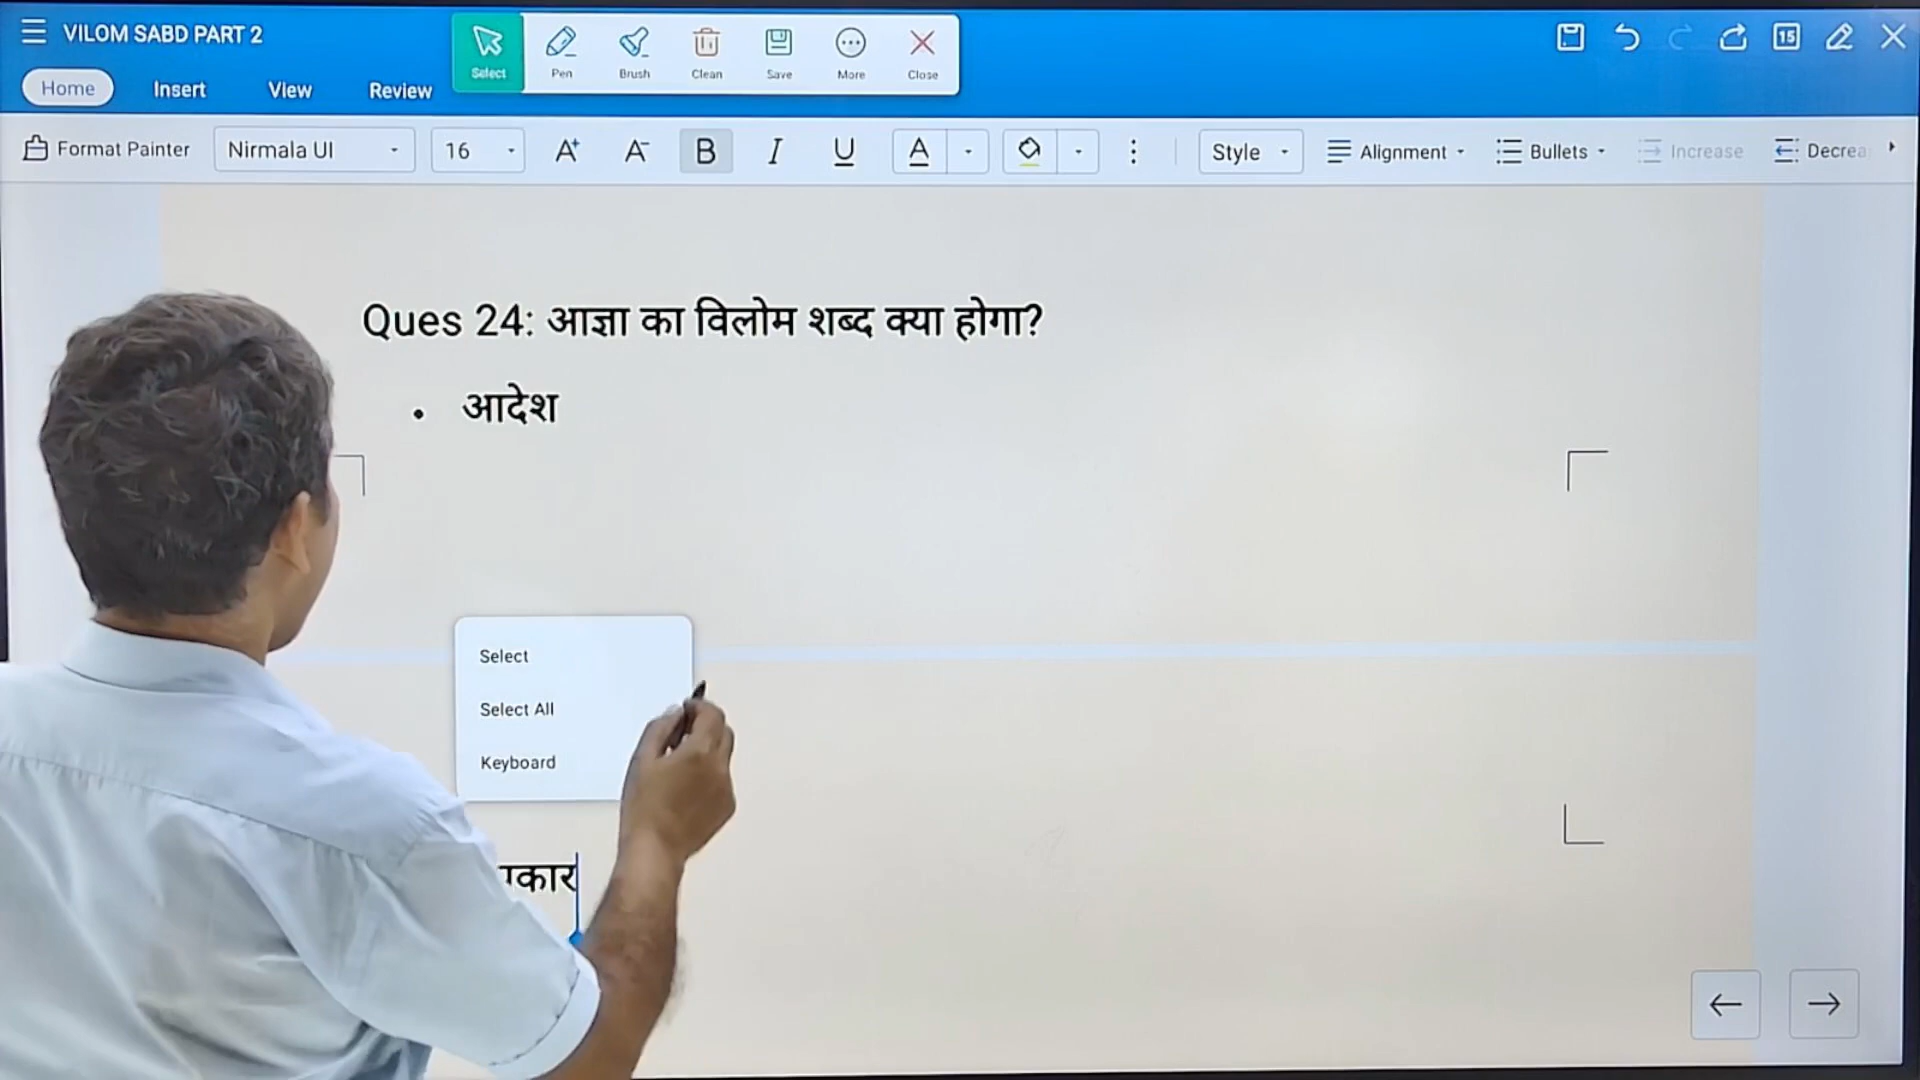 VILOM SABD PART 2
Select Pen Brush Clean Save More Close
15
Home Insert View Review
Format Painter Nirmala UI 16 A+ A- B I U A Style Alignment Bullets Increase Decrea
Ques 24: आज्ञा का विलोम शब्द क्या होगा?
• आदेश
Select
Select All
Keyboard
कार